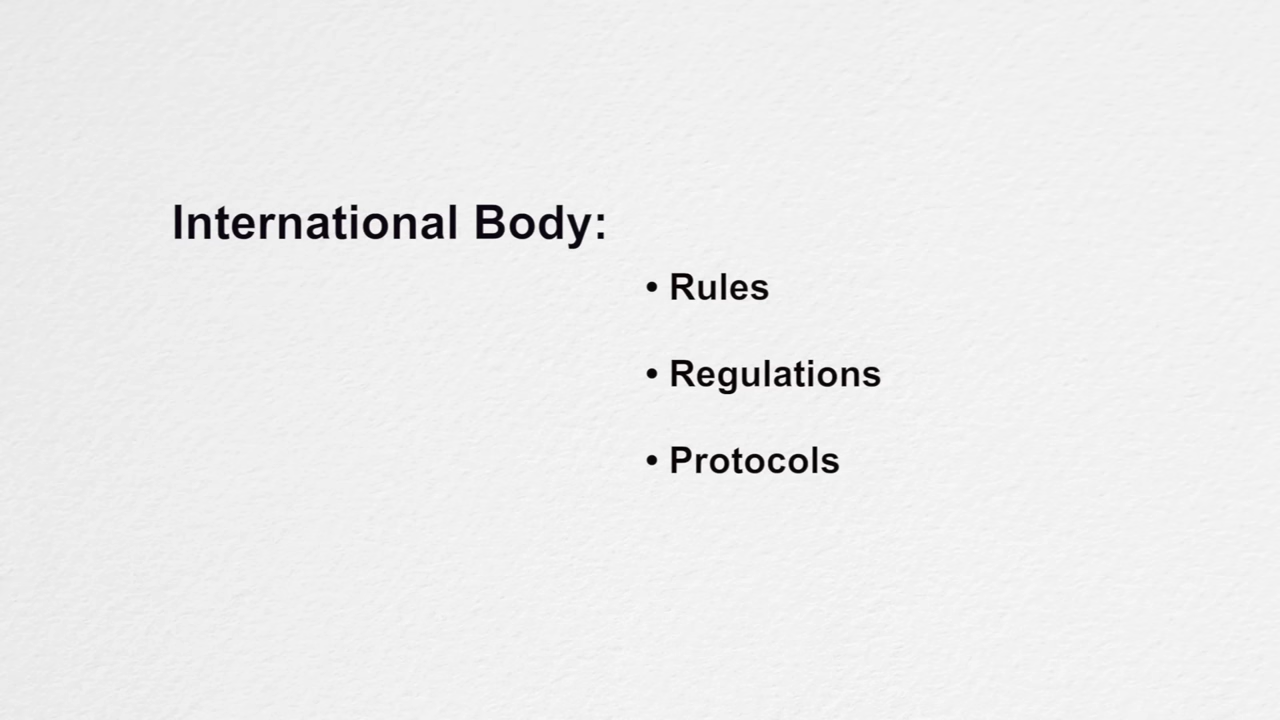 International Body:
• Rules
• Regulations
• Protocols